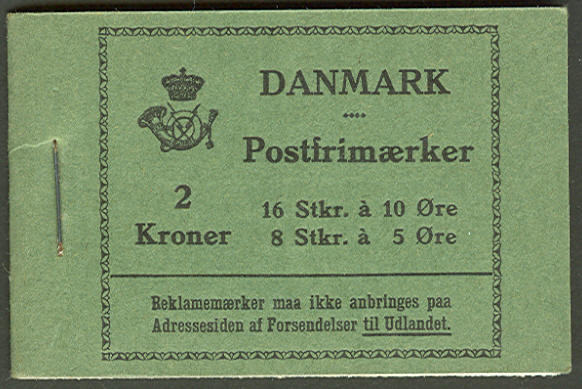 DANMARK
Postfrimærker
2
Kroner
16 Stkr. à 10 Øre
8 Stkr. à 5 Øre
Reklamemærker maa ikke anbringes paa
Adressesiden af Forsendelser til Udlandet.